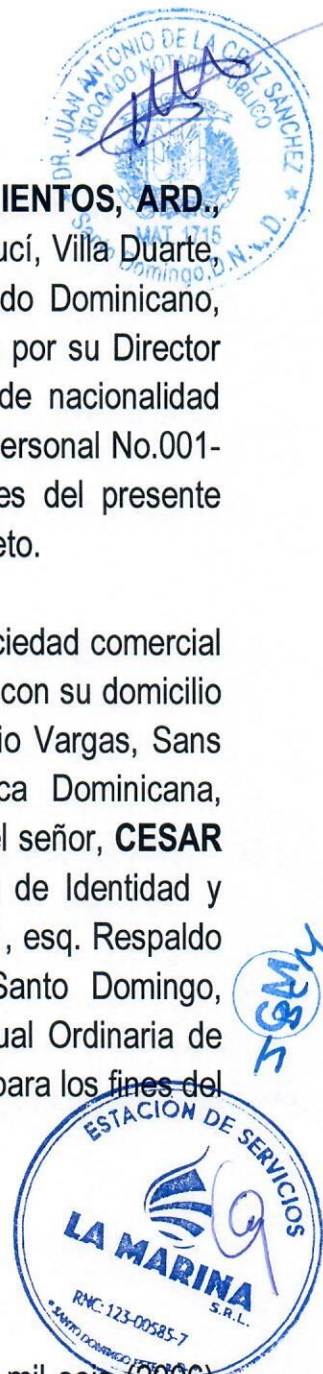 DR. JUAN ANTONIO DE LA CRUZ SÁNCHEZ
ABOGADO NOTARIO PÚBLICO
MAT. 1715
Santo Domingo, D.N.
IENTOS, ARD.,
ucí, Villa Duarte,
do Dominicano,
por su Director
de nacionalidad
ersonal No.001-
es del presente
eto.
ciedad comercial
con su domicilio
io Vargas, Sans
ca Dominicana,
el señor, CESAR
de Identidad y
, esq. Respaldo
Santo Domingo,
ual Ordinaria de
para los fines del
ESTACIÓN DE SERVICIOS
LA MARINA
S.R.L.
RNC: 123-00585-7
SANTO DOMINGO
mil seis (2006)